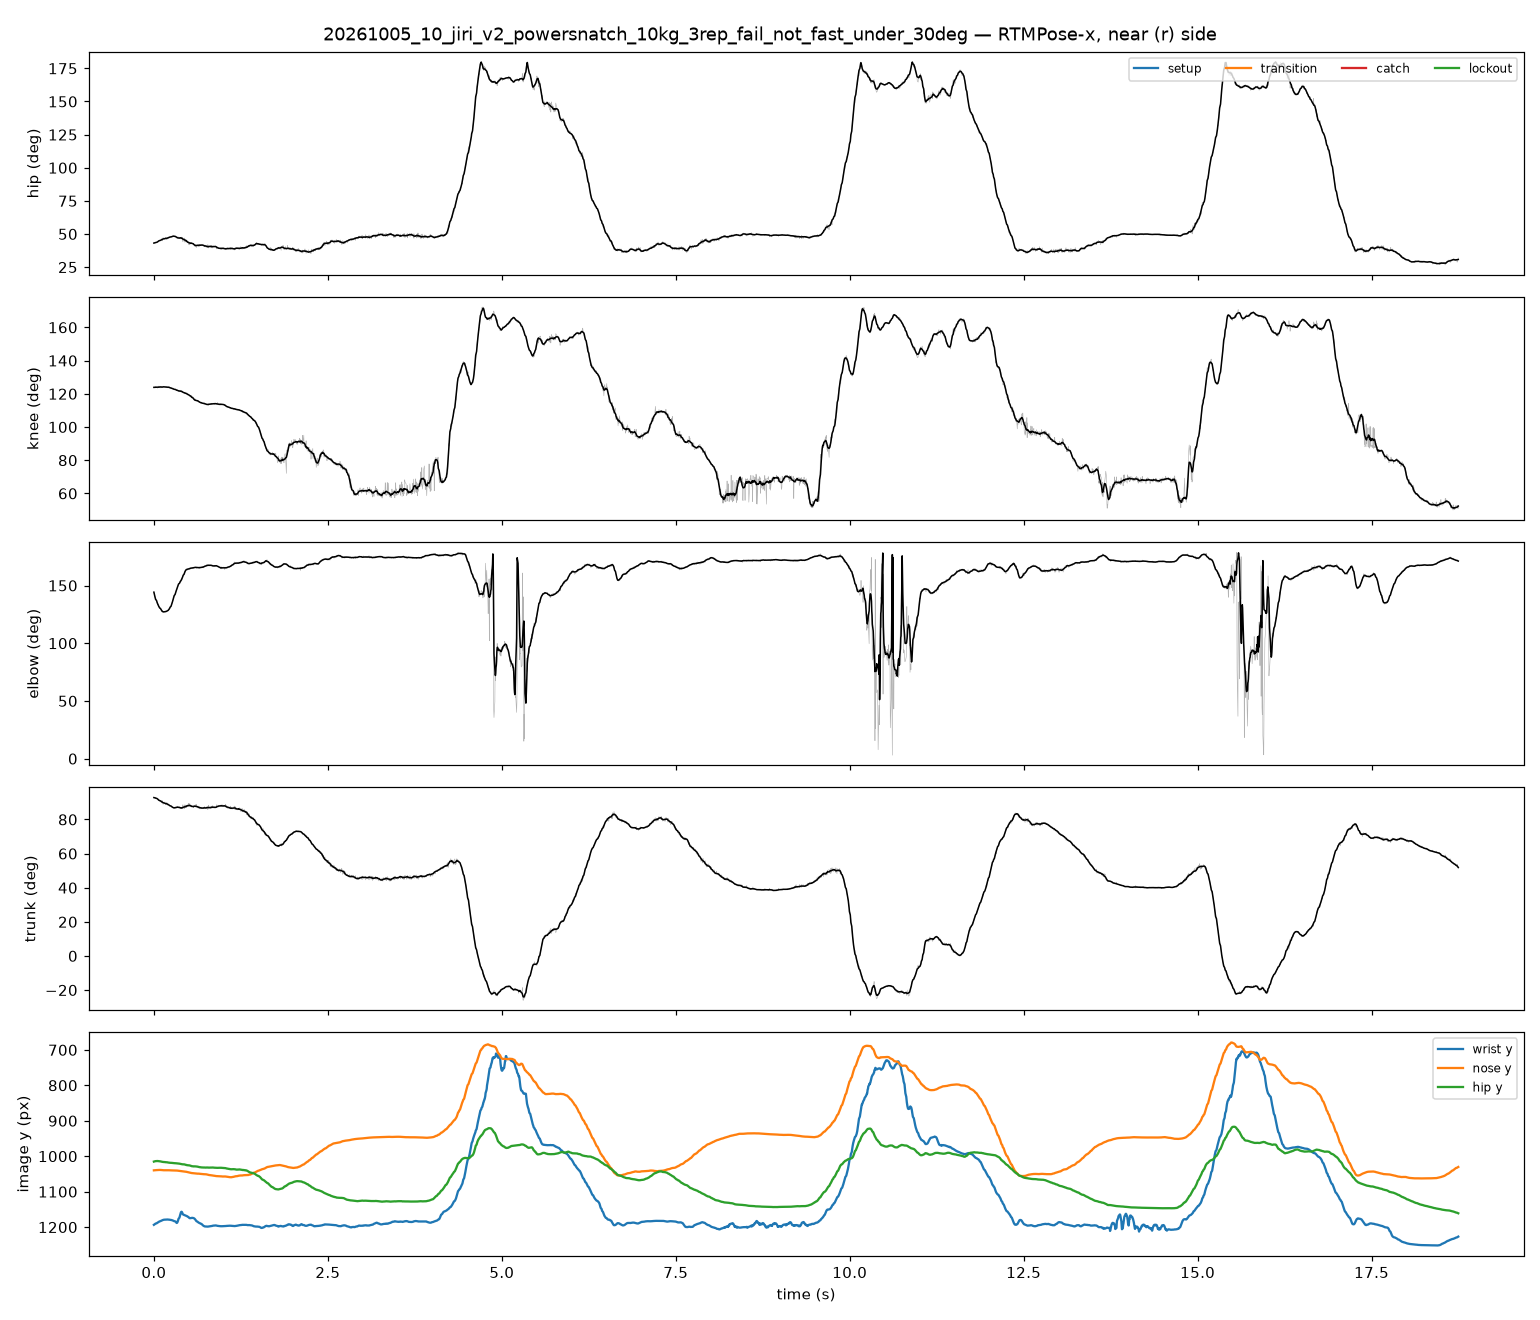 20261005_10_jiri_v2_powersnatch_10kg_3rep_fail_not_fast_under_30deg — RTMPose-x, near (r) side
hip (deg)
175
150
125
100
75
50
25
setup transition catch lockout
knee (deg)
160
140
120
100
80
60
elbow (deg)
150
100
50
0
trunk (deg)
80
60
40
20
0
−20
image y (px)
700
800
900
1000
1100
1200
wrist y
nose y
hip y
0.0 2.5 5.0 7.5 10.0 12.5 15.0 17.5
time (s)